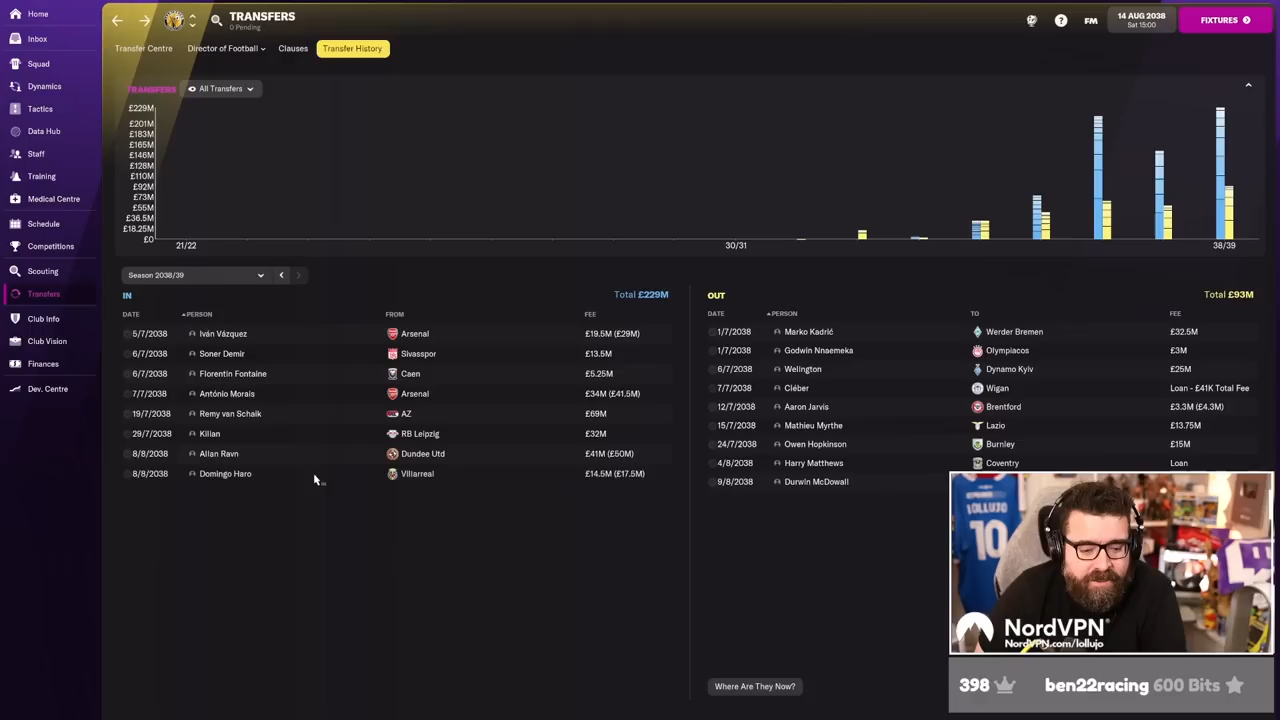 Home
Inbox
Squad
Dynamics
Tactics
Data Hub
Staff
Training
Medical Centre
Schedule
Competitions
Scouting
Transfers
Club Info
Club Vision
Finances
Dev. Centre
TRANSFERS
0 Pending
FM
14 AUG 2038
Sat 15:00
FIXTURES
Transfer Centre
Director of Football
Clauses
Transfer History
TRANSFERS
All Transfers
£229M
£201M
£183M
£165M
£146M
£128M
£110M
£92M
£73M
£55M
£36.5M
£18.25M
£0
21/22
30/31
38/39
Season 2038/39
IN
Total £229M
DATE PERSON FROM FEE
5/7/2038 Iván Vázquez Arsenal £19.5M (£29M)
6/7/2038 Soner Demir Sivasspor £13.5M
6/7/2038 Florentin Fontaine Caen £5.25M
7/7/2038 António Morais Arsenal £34M (£41.5M)
19/7/2038 Remy van Schaik AZ £69M
29/7/2038 Kilian RB Leipzig £32M
8/8/2038 Allan Ravn Dundee Utd £41M (£50M)
8/8/2038 Domingo Haro Villarreal £14.5M (£17.5M)
OUT
Total £93M
DATE PERSON TO FEE
1/7/2038 Marko Kadrić Werder Bremen £32.5M
1/7/2038 Godwin Nnaemeka Olympiacos £3M
6/7/2038 Welington Dynamo Kyiv £25M
7/7/2038 Cléber Wigan Loan - £41K Total Fee
12/7/2038 Aaron Jarvis Brentford £3.3M (£4.3M)
15/7/2038 Mathieu Myrthe Lazio £13.75M
24/7/2038 Owen Hopkinson Burnley £15M
4/8/2038 Harry Matthews Coventry Loan
9/8/2038 Durwin McDowall
Where Are They Now?
LOLLUJO
10
NordVPN®
NordVPN.com/lollujo
398
ben22racing 600 Bits